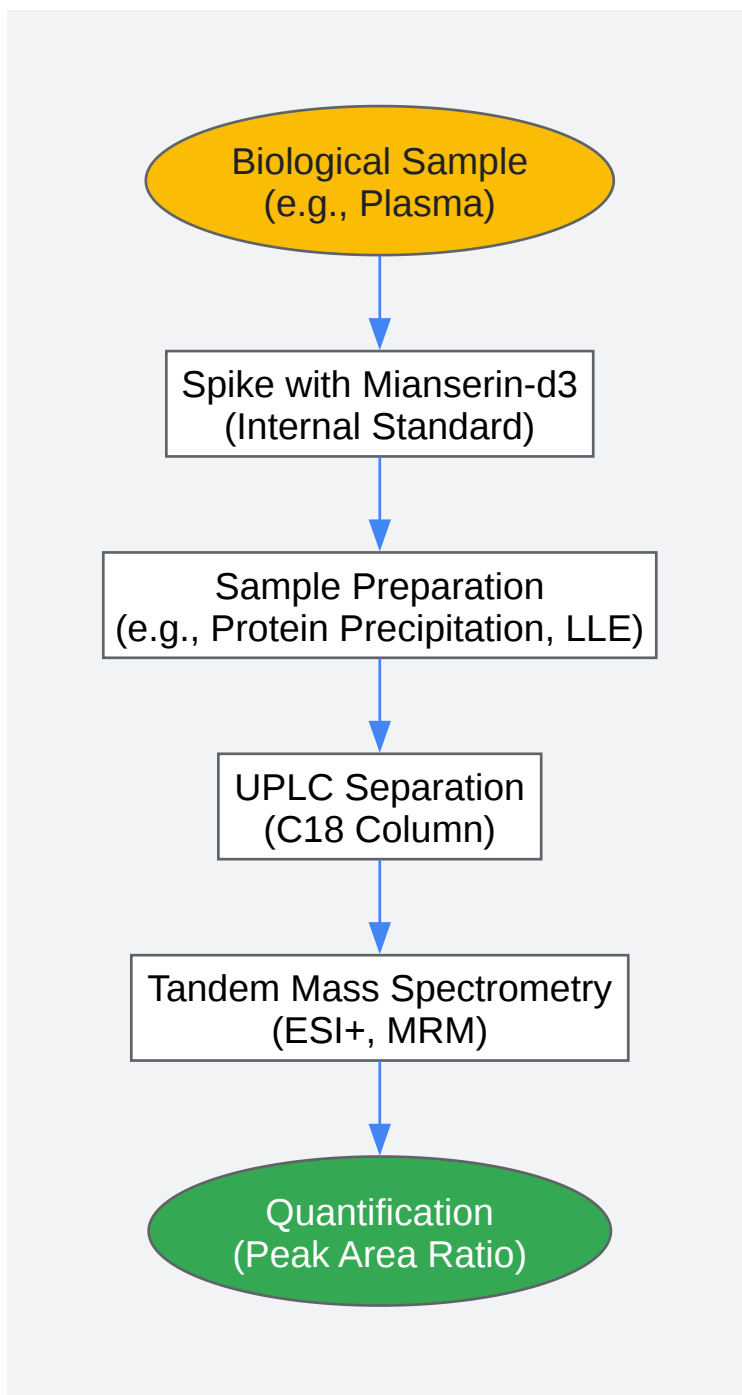 Biological Sample
(e.g., Plasma)
Spike with Mianserin-d3
(Internal Standard)
Sample Preparation
(e.g., Protein Precipitation, LLE)
UPLC Separation
(C18 Column)
Tandem Mass Spectrometry
(ESI+, MRM)
Quantification
(Peak Area Ratio)